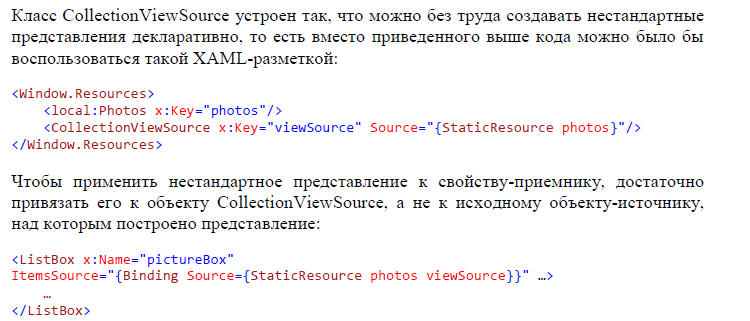 Класс CollectionViewSource устроен так, что можно без труда создавать нестандартные
представления декларативно, то есть вместо приведенного выше кода можно было бы
воспользоваться такой XAML-разметкой:
<Window.Resources>
    <local:Photos x:Key="photos"/>
    <CollectionViewSource x:Key="viewSource" Source="{StaticResource photos}"/>
</Window.Resources>
Чтобы применить нестандартное представление к свойству-приемнику, достаточно
привязать его к объекту CollectionViewSource, а не к исходному объекту-источнику,
над которым построено представление:
<ListBox x:Name="pictureBox"
ItemsSource="{Binding Source={StaticResource photos viewSource}}" …>
    …
</ListBox>